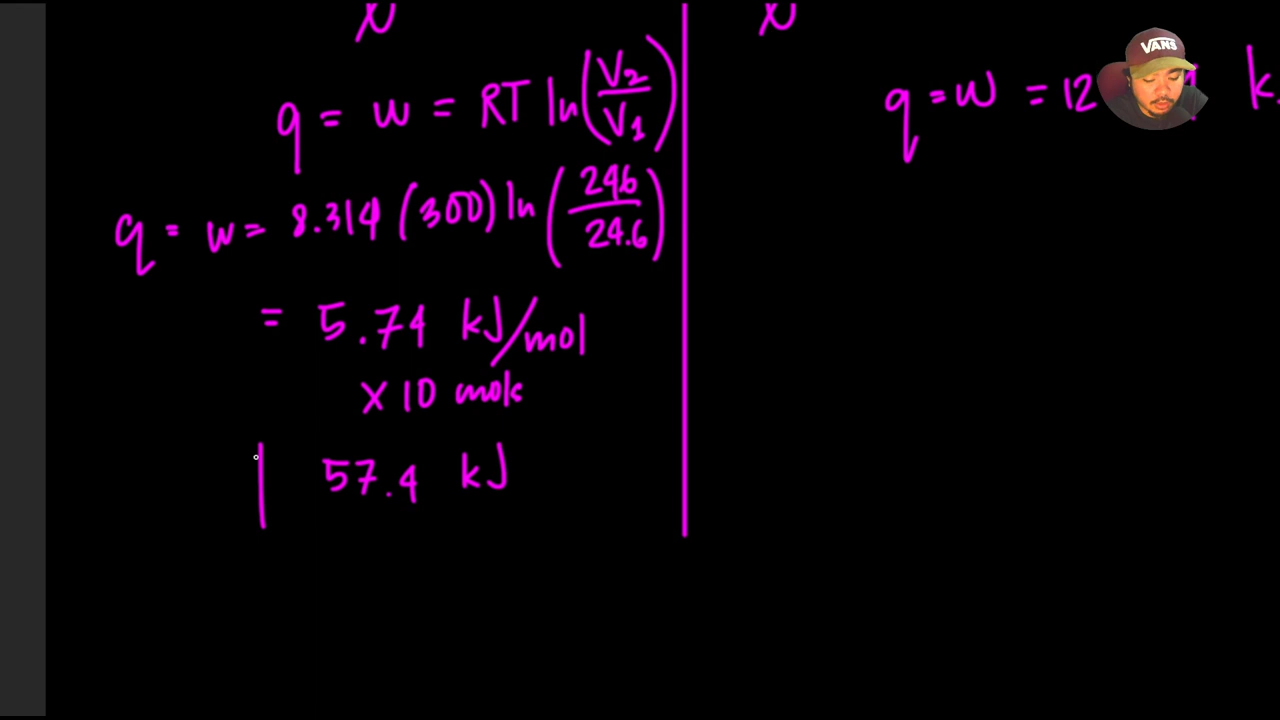 q = w = RT ln(V2/V1)
q = w = 8.314 (300) ln(246/24.6)
= 5.74 kJ/mol
x 10 mols
57.4 kJ
q = w = 12
VANS